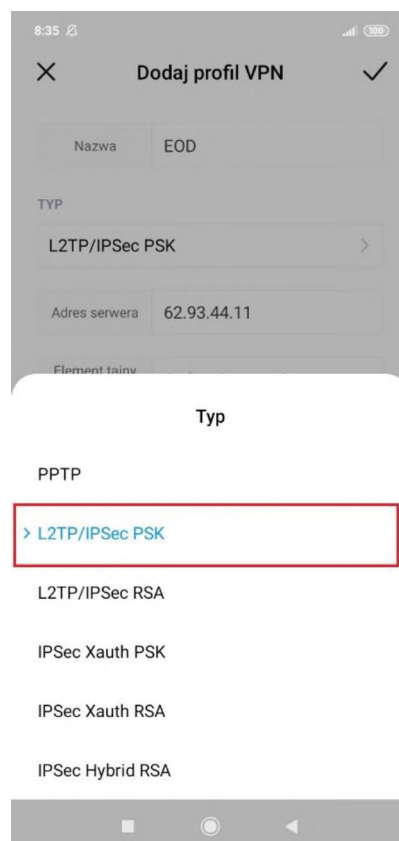 8:35
100
Dodaj profil VPN
Nazwa EOD
TYP
L2TP/IPSec PSK
Adres serwera 62.93.44.11
Element tajny
Typ
PPTP
L2TP/IPSec PSK
L2TP/IPSec RSA
IPSec Xauth PSK
IPSec Xauth RSA
IPSec Hybrid RSA